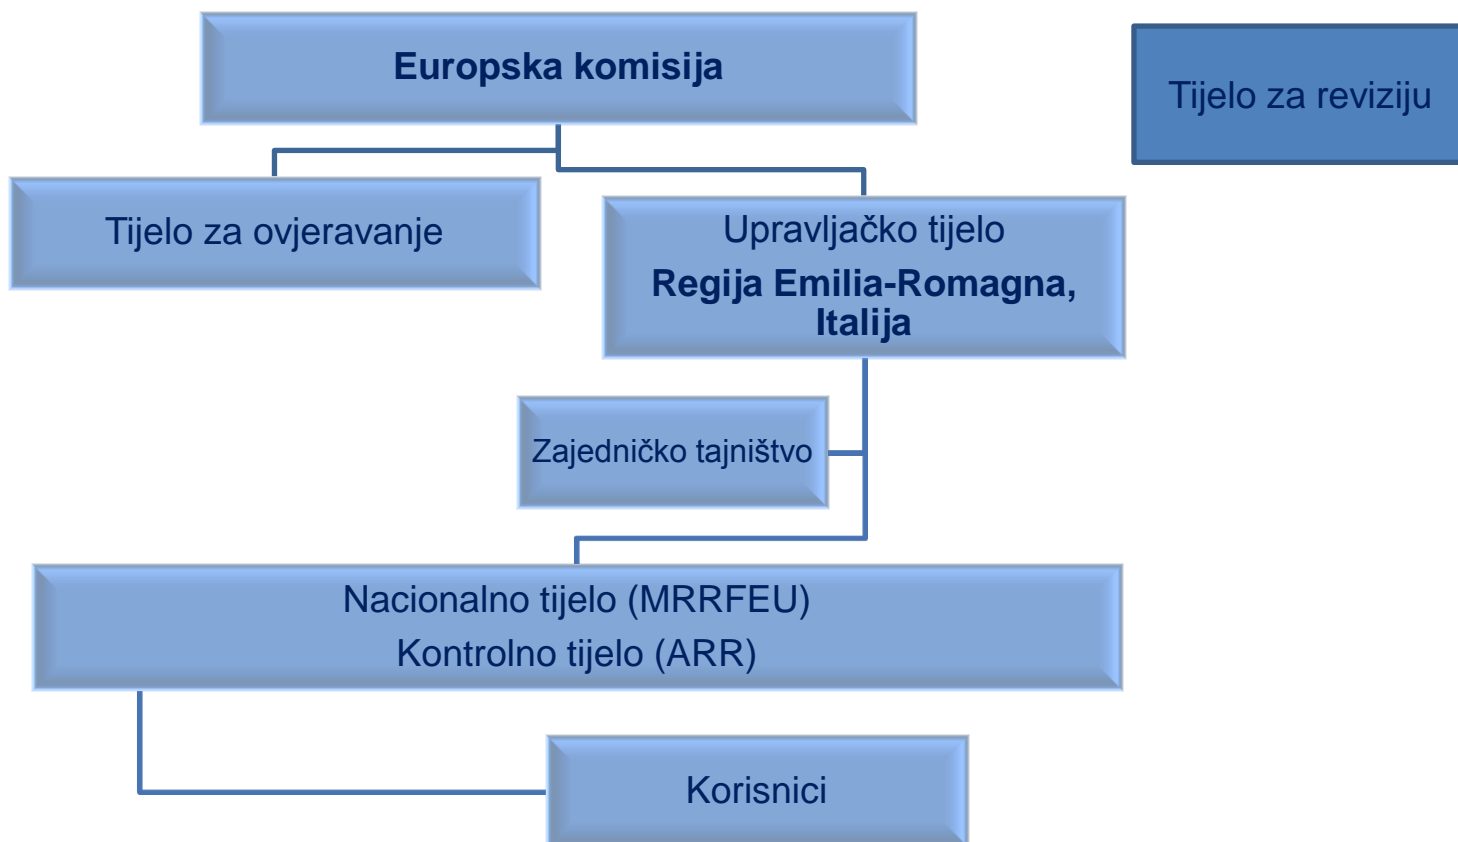 Europska komisija
Tijelo za reviziju
Tijelo za ovjeravanje
Upravljačko tijelo
Regija Emilia-Romagna,
Italija
Zajedničko tajništvo
Nacionalno tijelo (MRRFEU)
Kontrolno tijelo (ARR)
Korisnici